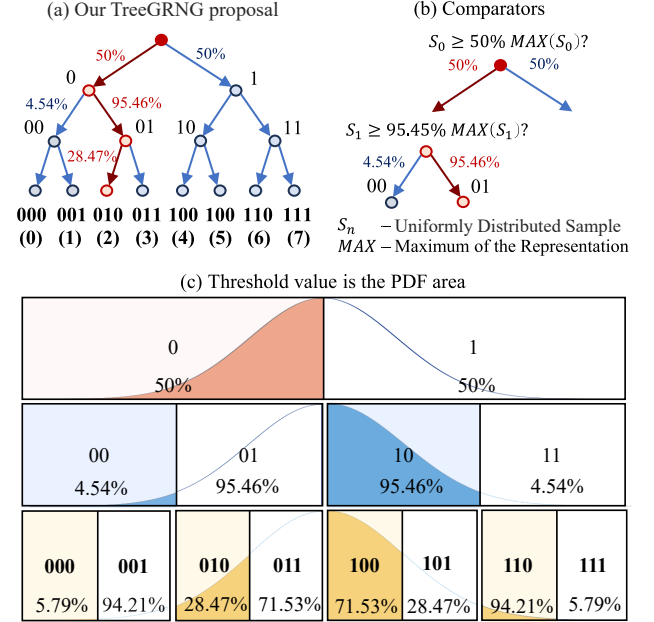 (a) Our TreeGRNG proposal
50% 50%
0 1
4.54% 95.46%
00 01 10 11
28.47%
000 001 010 011 100 100 110 111
(0) (1) (2) (3) (4) (5) (6) (7)
(b) Comparators
S₀ ≥ 50% MAX(S₀)?
50% 50%
S₁ ≥ 95.45% MAX(S₁)?
4.54% 95.46%
00 01
Sₙ – Uniformly Distributed Sample
MAX – Maximum of the Representation
(c) Threshold value is the PDF area
0 1
50% 50%
00 01 10 11
4.54% 95.46% 95.46% 4.54%
000 001 010 011 100 101 110 111
5.79% 94.21% 28.47% 71.53% 71.53% 28.47% 94.21% 5.79%